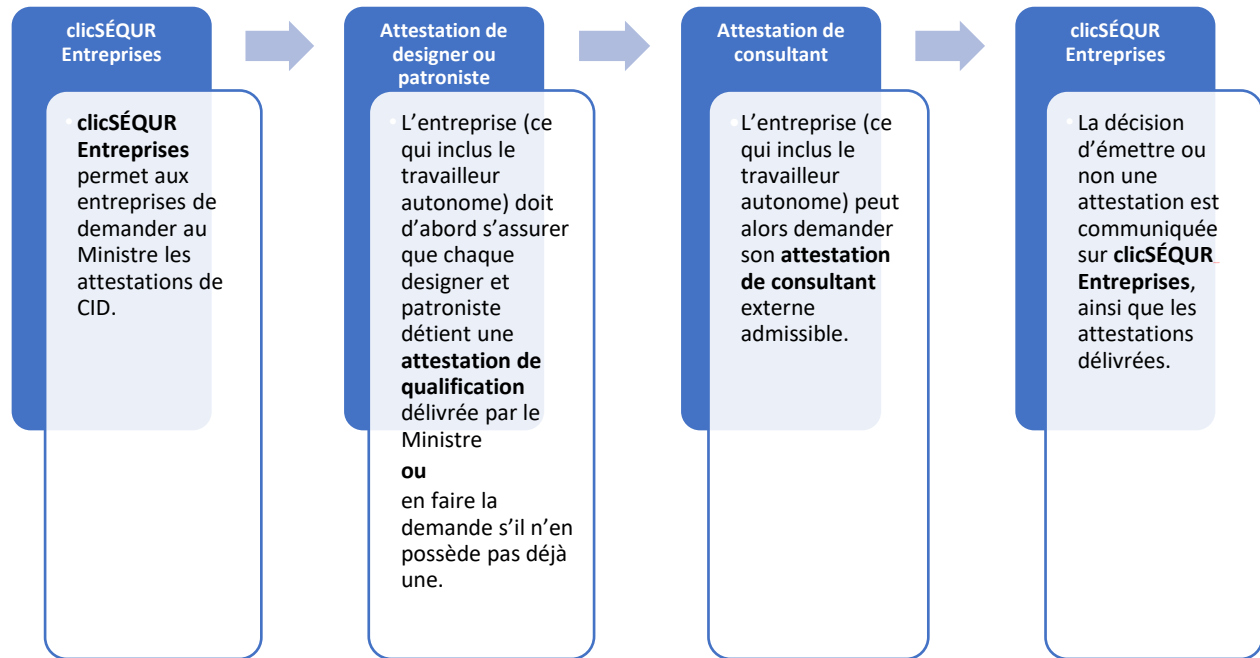 clicSÉQUR
Entreprises
• clicSÉQUR
Entreprises
permet aux
entreprises de
demander au
Ministre les
attestations de
CID.
Attestation de
designer ou
patroniste
• L'entreprise (ce
qui inclus le
travailleur
autonome) doit
d'abord s'assurer
que chaque
designer et
patroniste
détient une
attestation de
qualification
délivrée par le
Ministre
ou
en faire la
demande s'il n'en
possède pas déjà
une.
Attestation de
consultant
• L'entreprise (ce
qui inclus le
travailleur
autonome) peut
alors demander
son attestation
de consultant
externe
admissible.
clicSÉQUR
Entreprises
• La décision
d'émettre ou
non une
attestation est
communiquée
sur clicSÉQUR
Entreprises,
ainsi que les
attestations
délivrées.